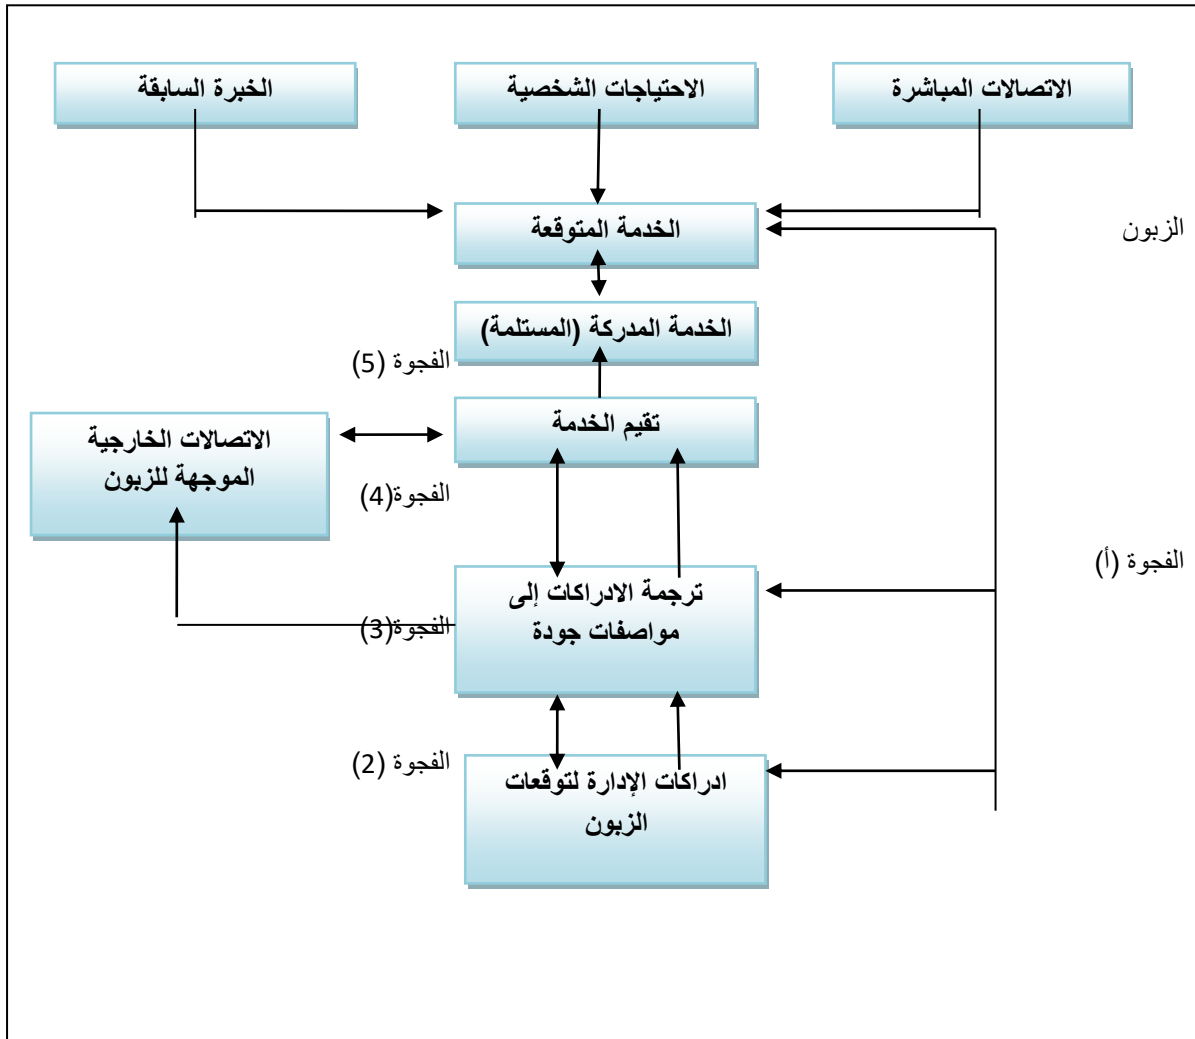 الاتصالات المباشرة
الاحتياجات الشخصية
الخبرة السابقة
الزبون
الخدمة المتوقعة
الخدمة المدركة (المستلمة)
الفجوة (5)
تقيم الخدمة
الاتصالات الخارجية
الموجهة للزبون
الفجوة(4)
الفجوة (أ)
ترجمة الادراكات إلى
مواصفات جودة
الفجوة(3)
الفجوة (2)
ادراكات الإدارة لتوقعات
الزبون